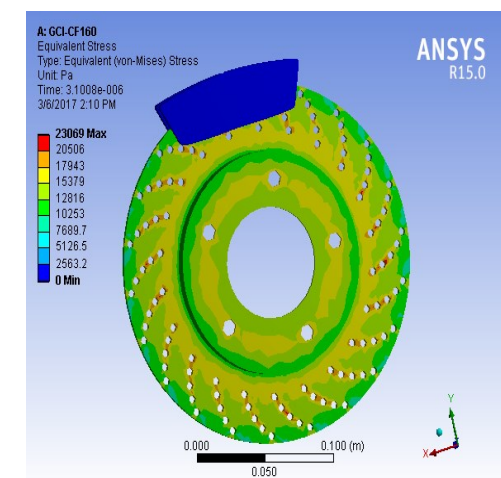 A: GCI-CF160
Equivalent Stress
Type: Equivalent (von-Mises) Stress
Unit: Pa
Time: 3.1008e-006
3/6/2017 2:10 PM
23069 Max
20506
17943
15379
12816
10253
7689.7
5126.5
2563.2
0 Min
ANSYS
R15.0
0.000
0.100 (m)
0.050
Y
X